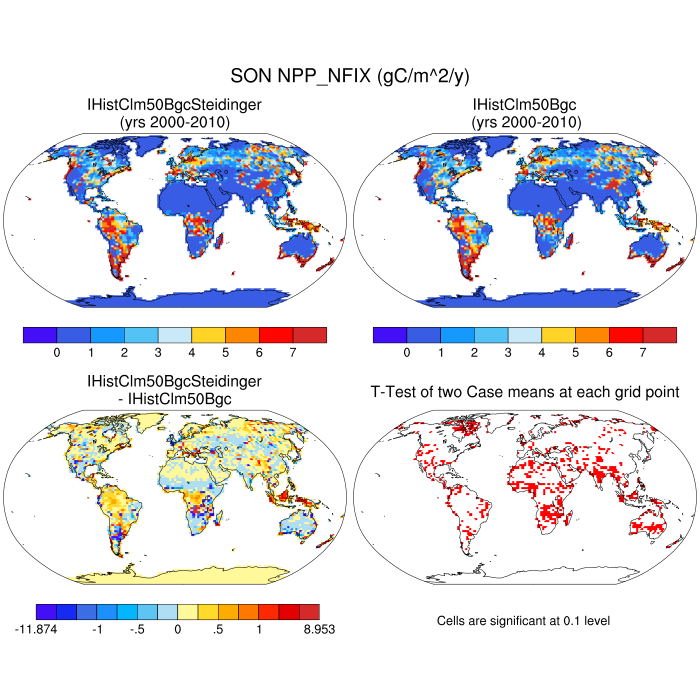 SON NPP_NFIX (gC/m^2/y)
IHistClm50BgcSteidinger
(yrs 2000-2010)
IHistClm50Bgc
(yrs 2000-2010)
0 1 2 3 4 5 6 7
0 1 2 3 4 5 6 7
IHistClm50BgcSteidinger
- IHistClm50Bgc
T-Test of two Case means at each grid point
-11.874 -1 -.5 0 .5 1 8.953
Cells are significant at 0.1 level